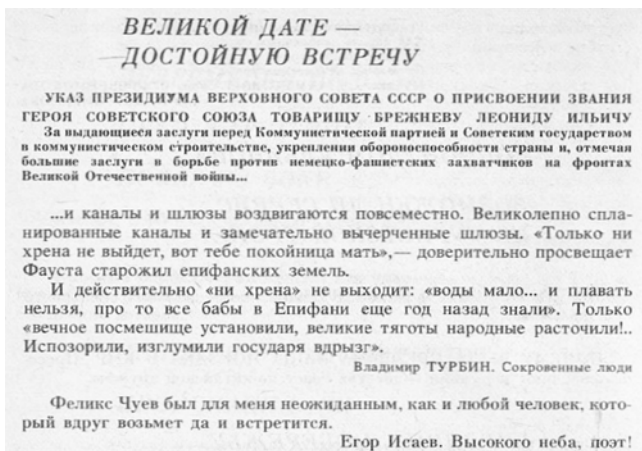 ВЕЛИКОЙ ДАТЕ —
—ДОСТОЙНУЮ ВСТРЕЧУ
УКАЗ ПРЕЗИДИУМА ВЕРХОВНОГО СОВЕТА СССР О ПРИСВОЕНИИ ЗВАНИЯ
ГЕРОЯ СОВЕТСКОГО СОЮЗА ТОВАРИЩУ БРЕЖНЕВУ ЛЕОНИДУ ИЛЬИЧУ
За выдающиеся заслуги перед Коммунистической партией и Советским государством
в коммунистическом строительстве, укреплении обороноспособности страны и, отмечая
большие заслуги в борьбе против немецко-фашистских захватчиков на фронтах
Великой Отечественной войны...
...и каналы и шлюзы воздвигаются повсеместно. Великолепно спла-
нированные каналы и замечательно вычерченные шлюзы. «Только ни
хрена не выйдет, вот тебе покойница мать»,— доверительно просвещает
Фауста старожил епифанских земель.
И действительно «ни хрена» не выходит: «воды мало... и плавать
нельзя, про то все бабы в Епифани еще год назад знали». Только
«вечное посмешище установили, великие тяготы народные расточили!..
Испозорили, изглумили государя вдрызг».
Владимир ТУРБИН. Сокровенные люди
Феликс Чуев был для меня неожиданным, как и любой человек, кото-
рый вдруг возьмет да и встретится.
Егор Исаев. Высокого неба, поэт!